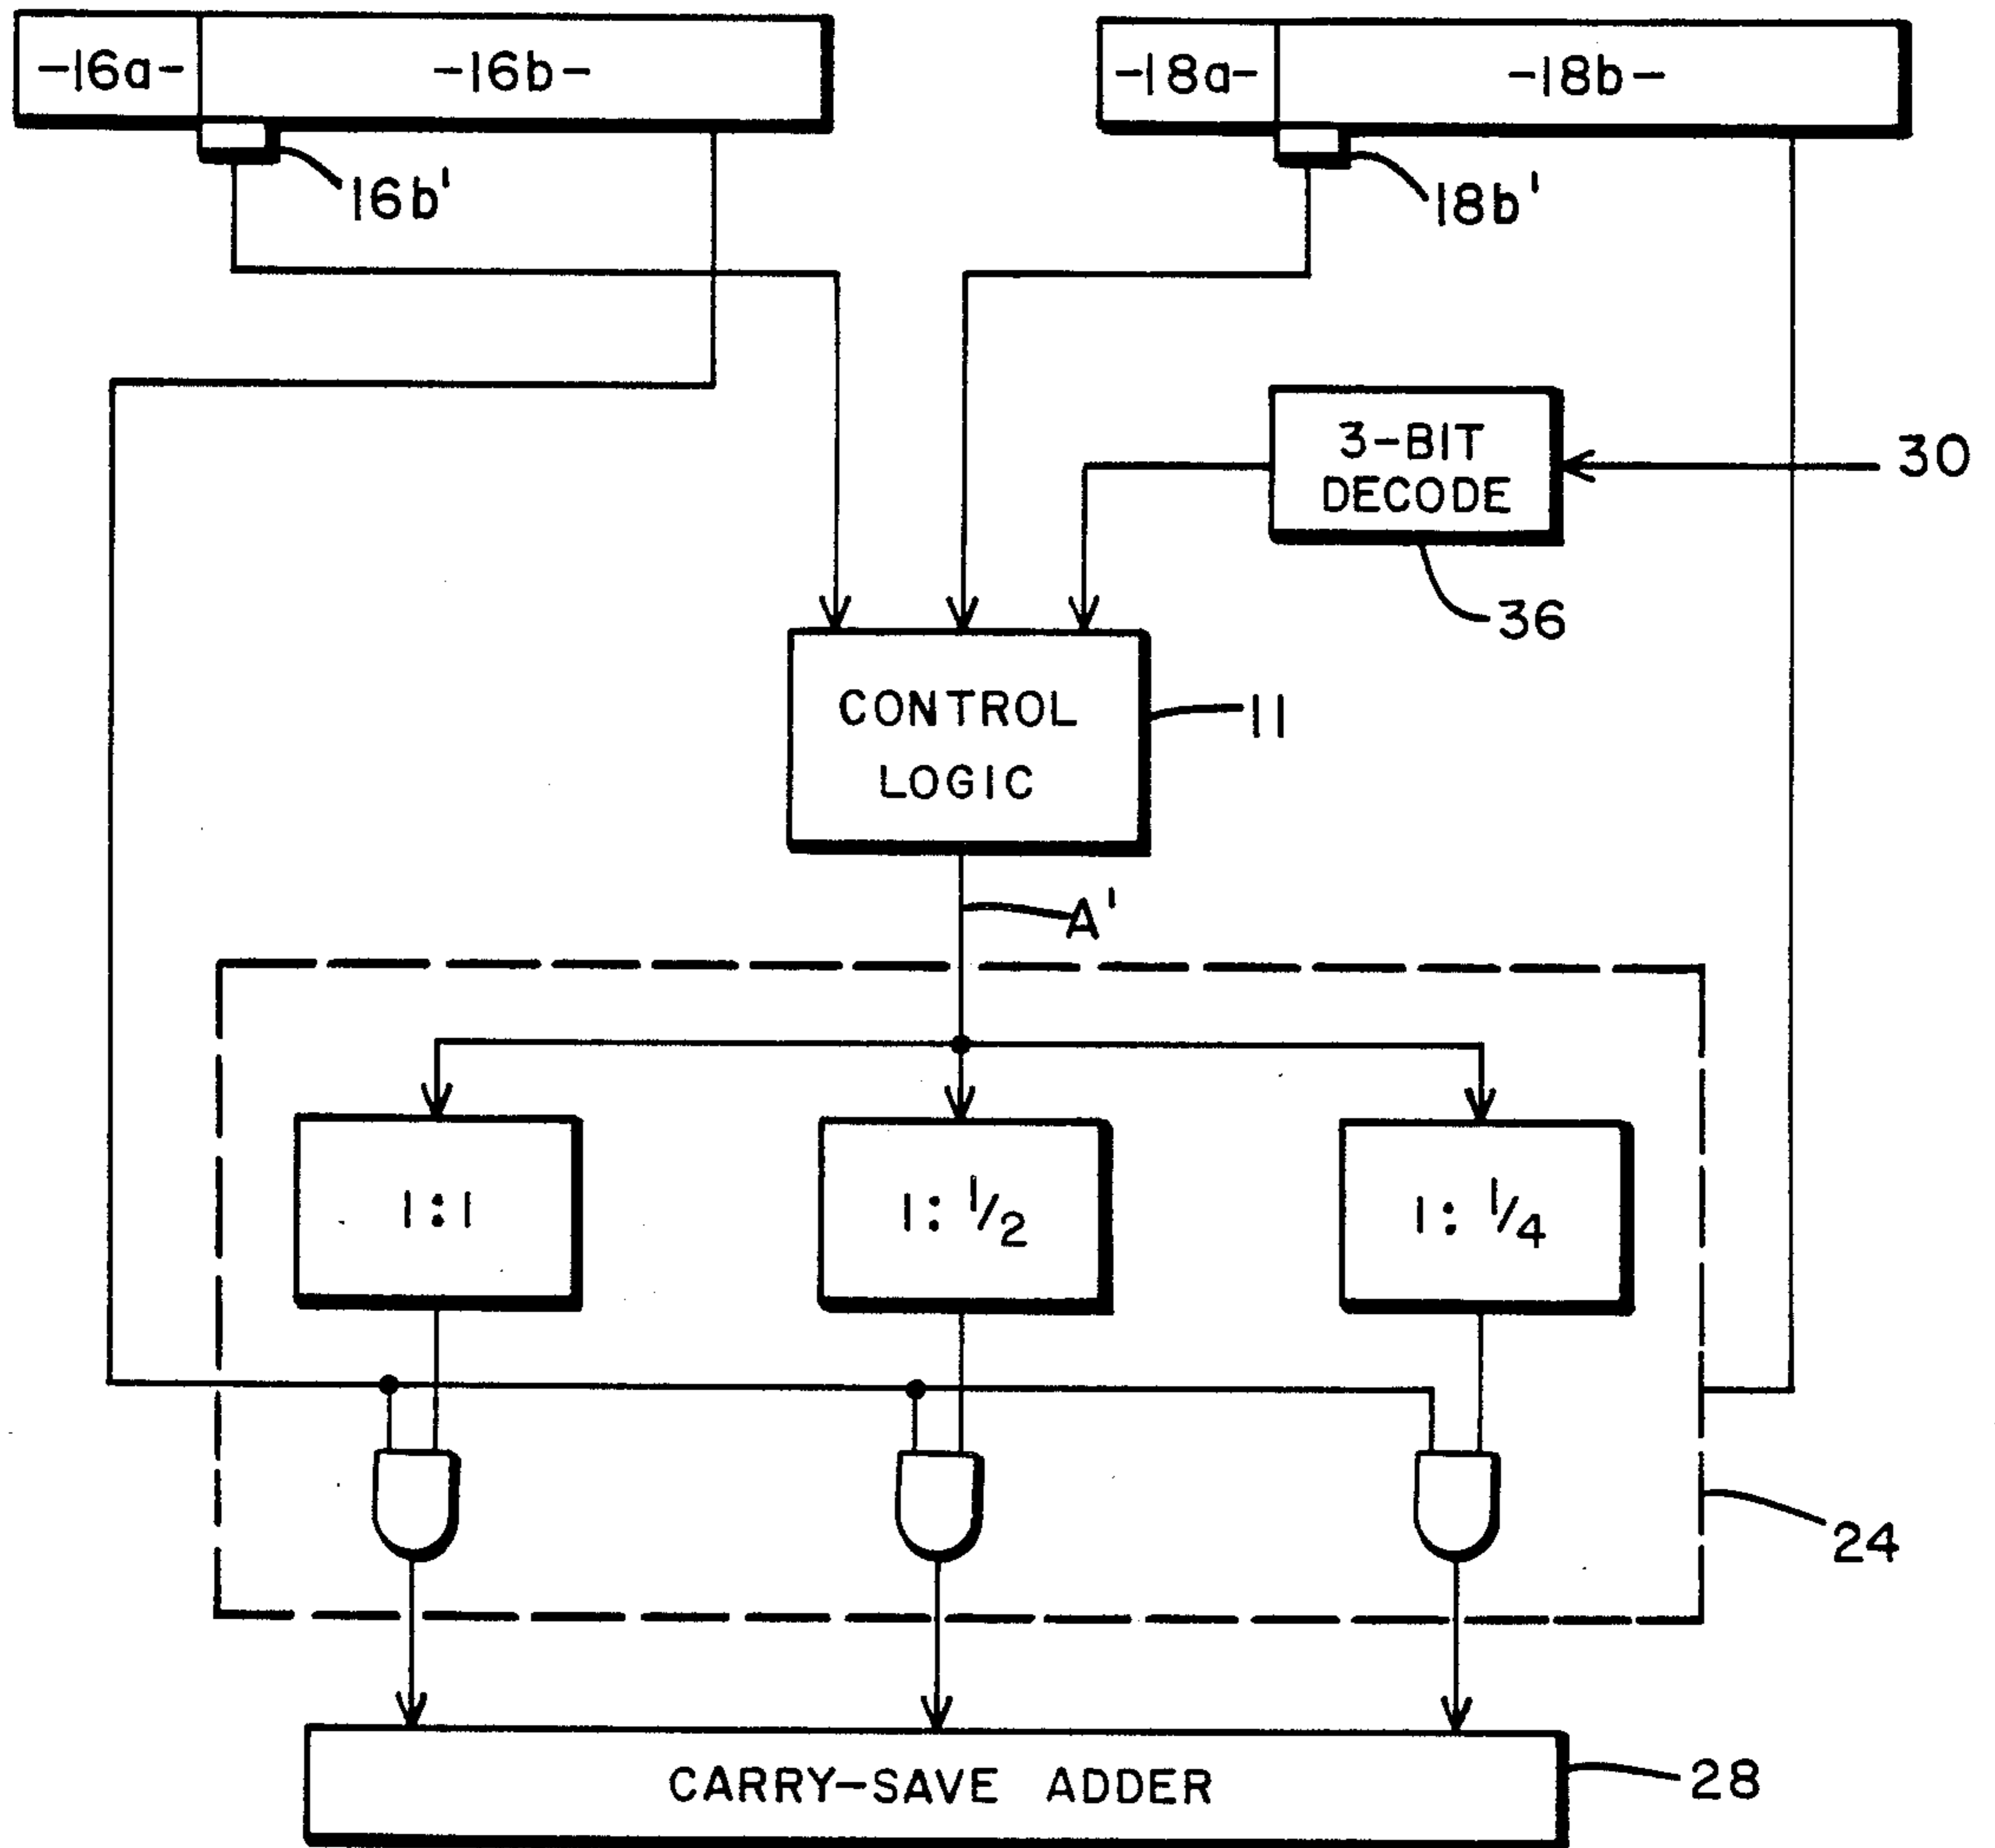 -16a-
-16b-
-18a-
-18b-
16b'
18b'
3-BIT
DECODE
30
36
CONTROL
LOGIC
11
A'
1:1
1: 1/2
1: 1/4
24
CARRY-SAVE ADDER
28